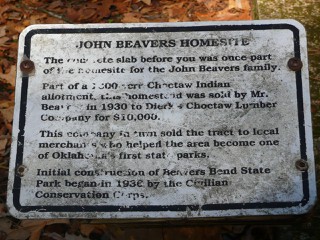 JOHN BEAVERS HOMESITE
The concrete slab before you was once part
of the homesite for the John Beavers family.
Part of a acre Choctaw Indian
allotment, this homestead was sold by Mr.
Beavers in 1930 to Dierks Choctaw Lumber
Company for $10,000.
This company in turn sold the tract to local
merchants who helped the area become one
of Oklahoma's first state parks.
Initial construction of Beavers Bend State
Park began in 1936 by the Civilian
Conservation Corps.